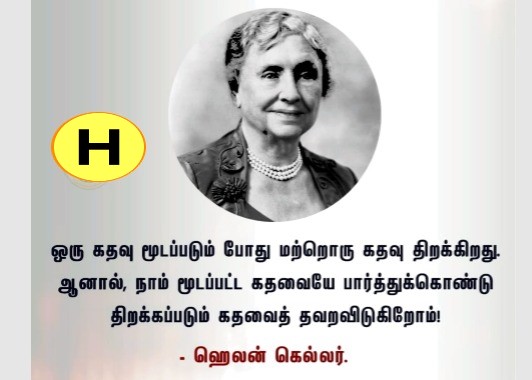 H
ஒரு கதவு மூடப்படும் போது மற்றொரு கதவு திறக்கிறது.
ஆனால், நாம் மூடப்பட்ட கதவையே பார்த்துக்கொண்டு
திறக்கப்படும் கதவைத் தவறவிடுகிறோம்!
- ஹெலன் கெல்லர்.